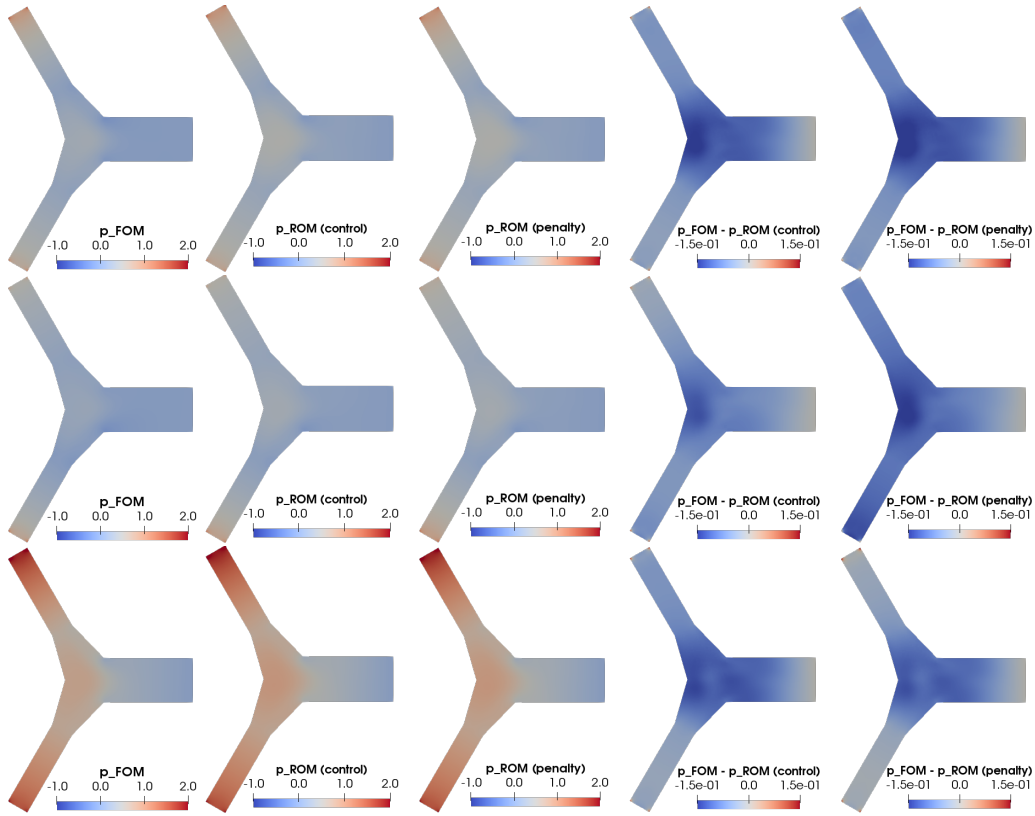 p_FOM
-1.0 0.0 1.0 2.0
p_ROM (control)
-1.0 0.0 1.0 2.0
p_ROM (penalty)
-1.0 0.0 1.0 2.0
p_FOM - p_ROM (control)
-1.5e-01 0.0 1.5e-01
p_FOM - p_ROM (penalty)
-1.5e-01 0.0 1.5e-01
p_FOM
-1.0 0.0 1.0 2.0
p_ROM (control)
-1.0 0.0 1.0 2.0
p_ROM (penalty)
-1.0 0.0 1.0 2.0
p_FOM - p_ROM (control)
-1.5e-01 0.0 1.5e-01
p_FOM - p_ROM (penalty)
-1.5e-01 0.0 1.5e-01
p_FOM
-1.0 0.0 1.0 2.0
p_ROM (control)
-1.0 0.0 1.0 2.0
p_ROM (penalty)
-1.0 0.0 1.0 2.0
p_FOM - p_ROM (control)
-1.5e-01 0.0 1.5e-01
p_FOM - p_ROM (penalty)
-1.5e-01 0.0 1.5e-01